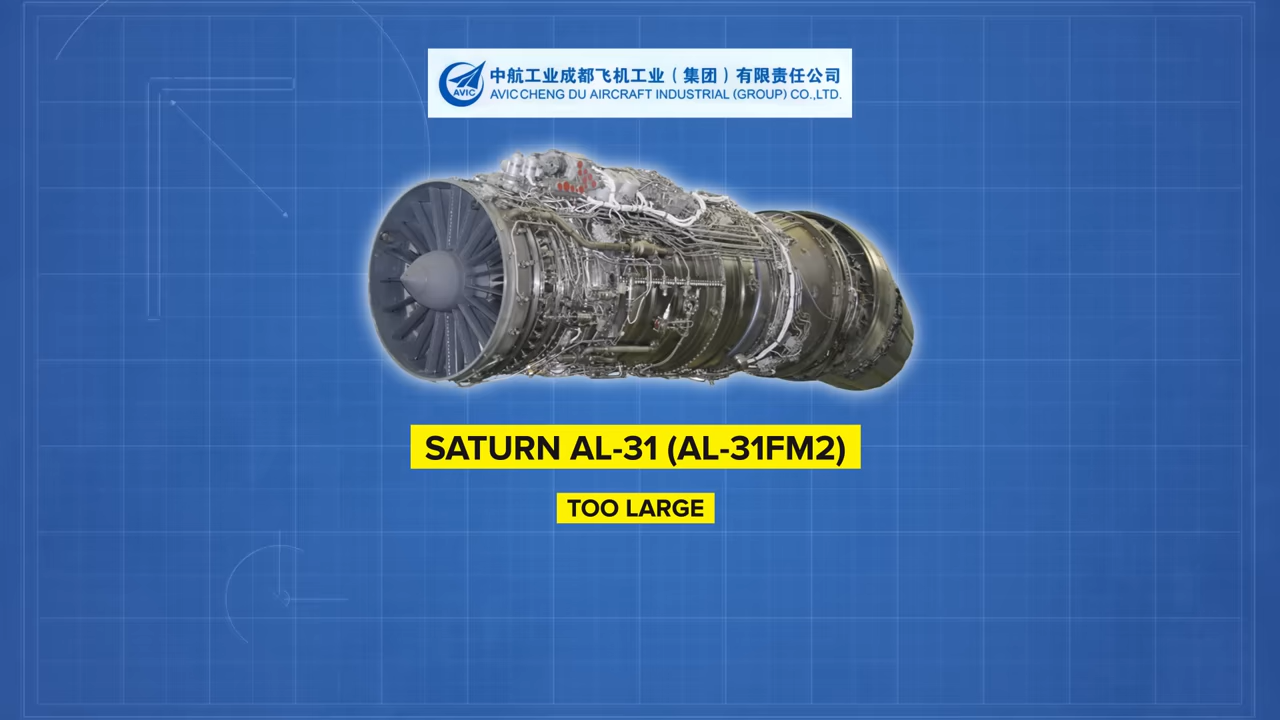 中航工业成都飞机工业（集团）有限责任公司
AVIC CHENG DU AIRCRAFT INDUSTRIAL (GROUP) CO.,LTD.
AVIC
SATURN AL-31 (AL-31FM2)
TOO LARGE